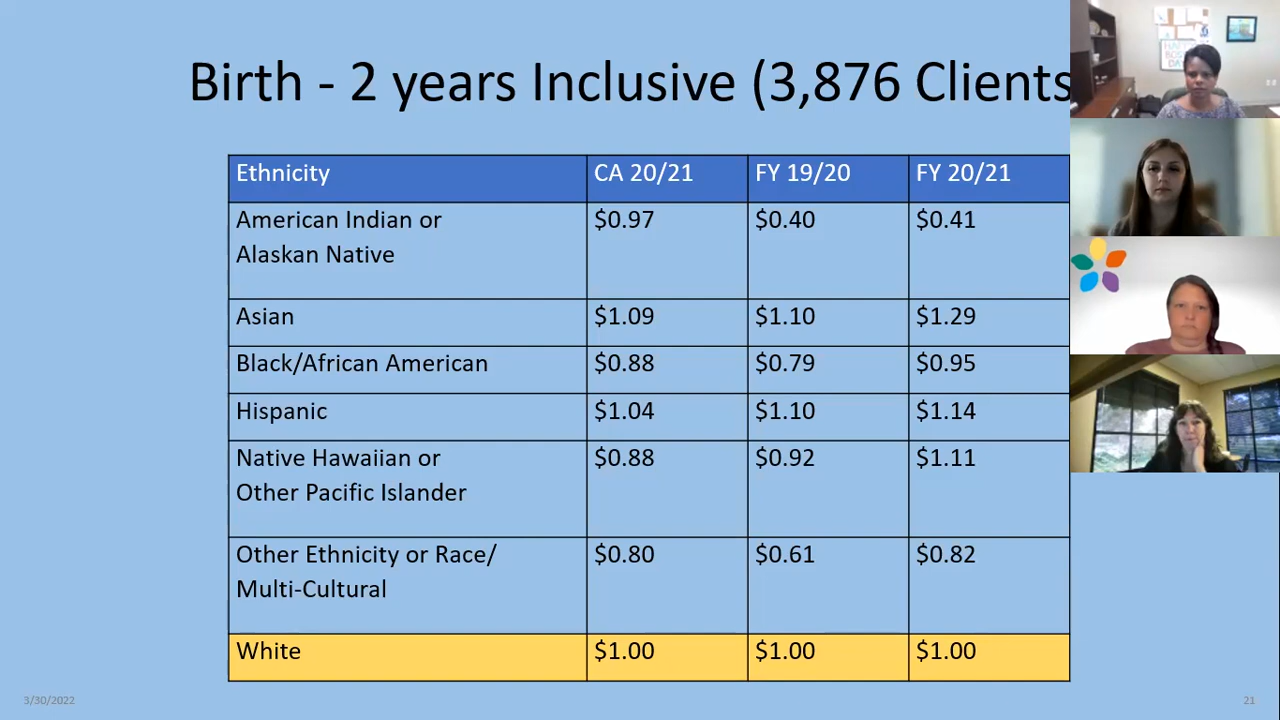 Birth - 2 years Inclusive (3,876 Clients
Ethnicity CA 20/21 FY 19/20 FY 20/21
American Indian or $0.97 $0.40 $0.41
Alaskan Native
Asian $1.09 $1.10 $1.29
Black/African American $0.88 $0.79 $0.95
Hispanic $1.04 $1.10 $1.14
Native Hawaiian or $0.88 $0.92 $1.11
Other Pacific Islander
Other Ethnicity or Race/ $0.80 $0.61 $0.82
Multi-Cultural
White $1.00 $1.00 $1.00
3/30/2022 21